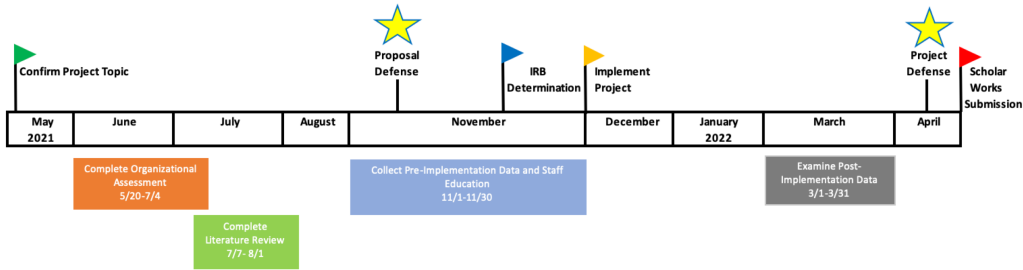 Confirm Project Topic
Proposal
Defense
IRB
Determination
Implement
Project
Project
Defense
Scholar
Works
Submission
May
2021
June
July
August
November
December
January
2022
March
April
Complete Organizational
Assessment
5/20-7/4
Complete
Literature Review
7/7- 8/1
Collect Pre-Implementation Data and Staff
Education
11/1-11/30
Examine Post-
Implementation Data
3/1-3/31